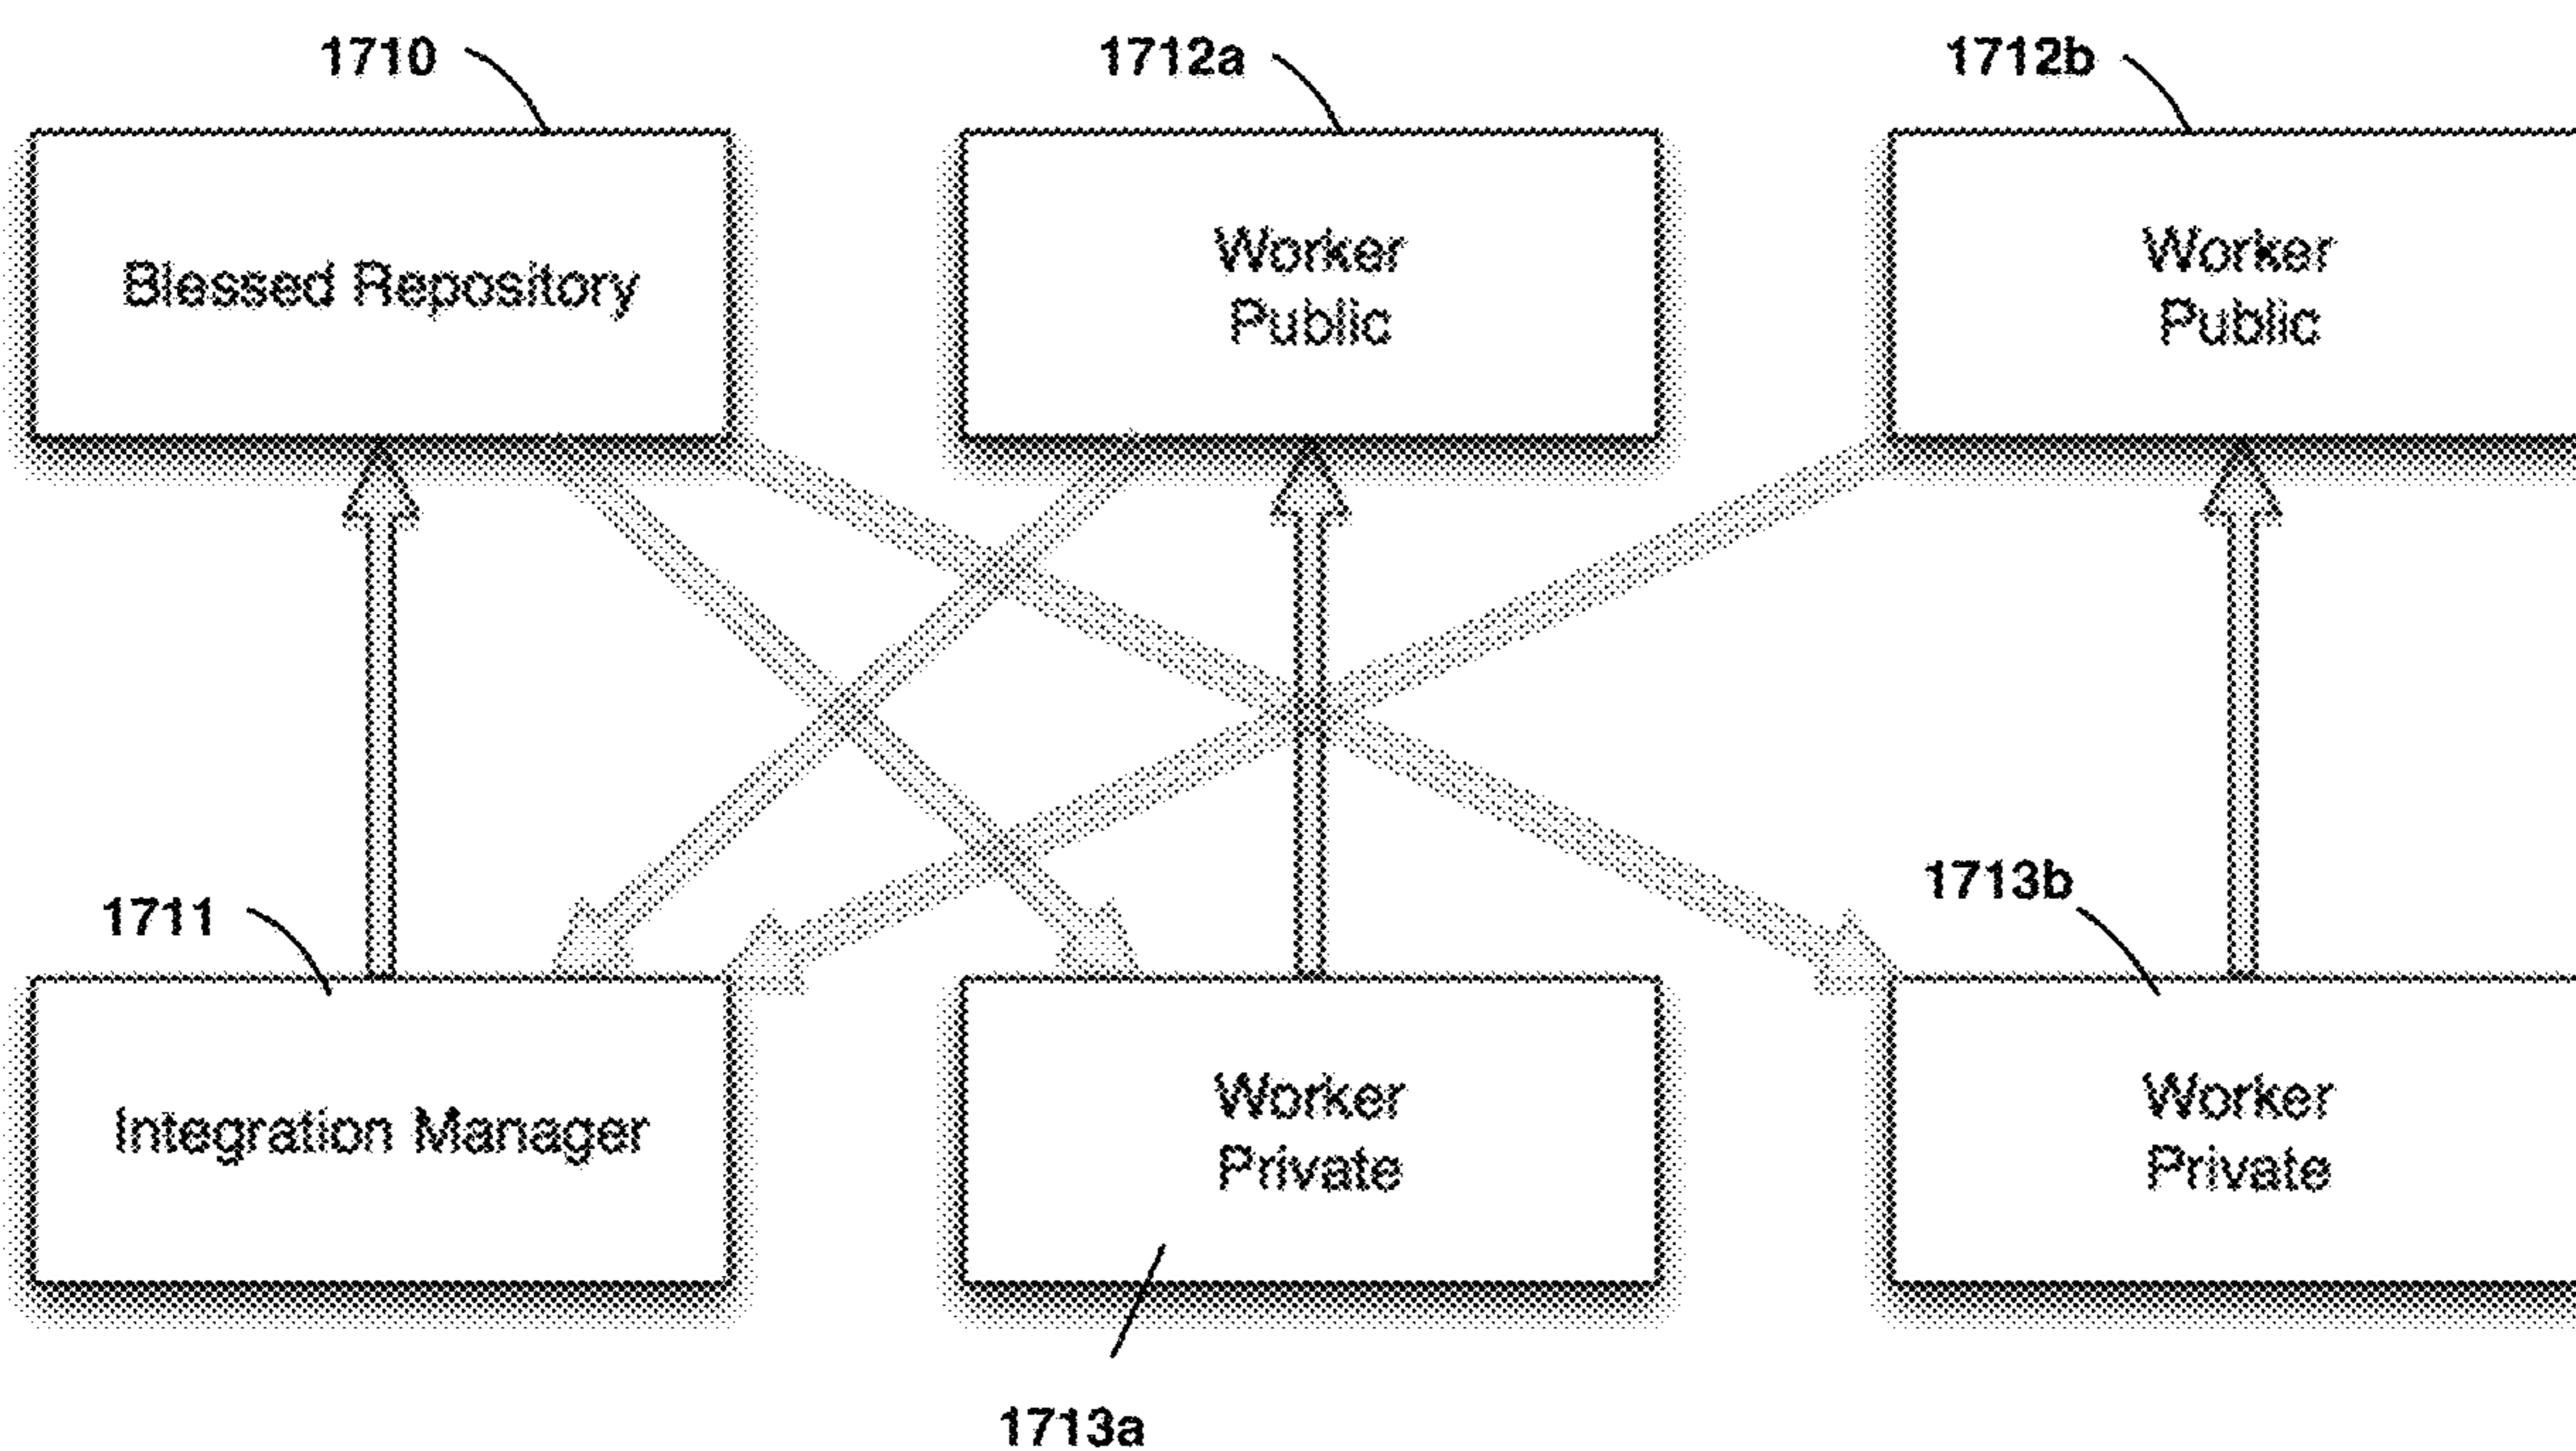 1710
1712a
1712b
Blessed Repository
Worker
Public
Worker
Public
1711
1713b
Integration Manager
Worker
Private
Worker
Private
1713a